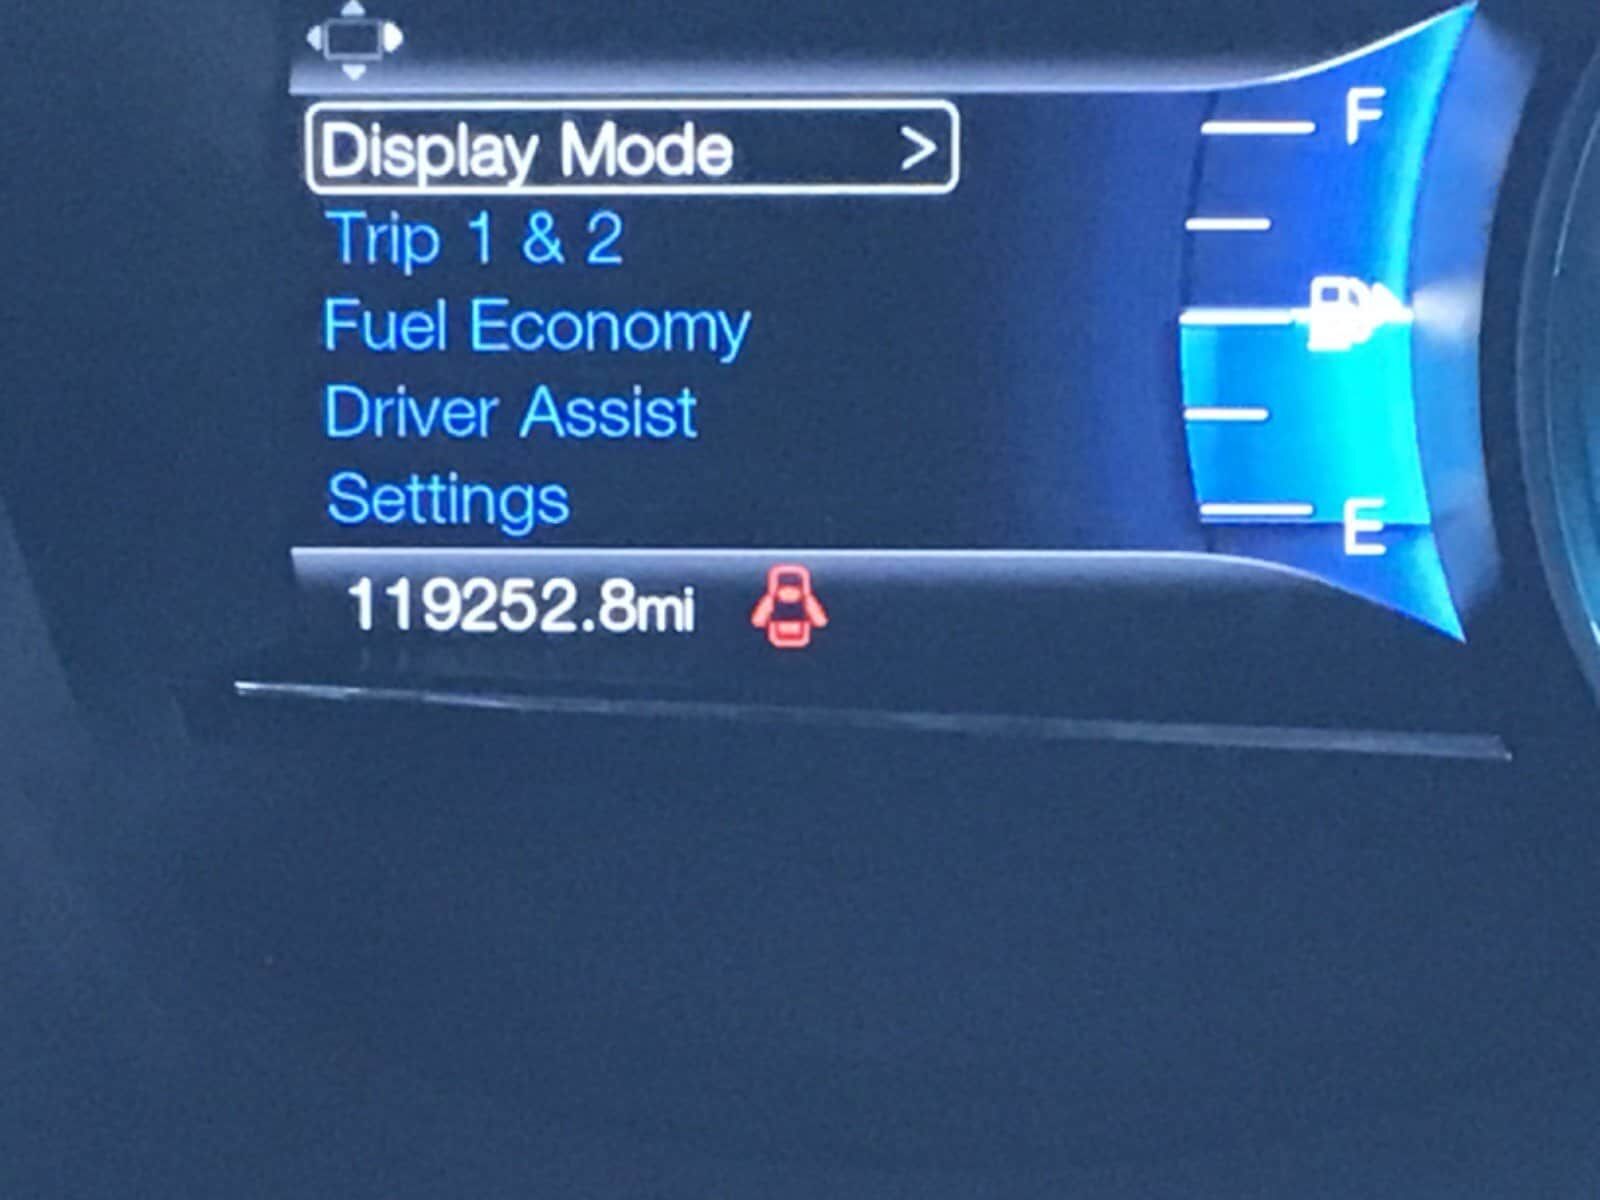 Display Mode >
Trip 1 & 2
Fuel Economy
Driver Assist
Settings
119252.8mi
F
E